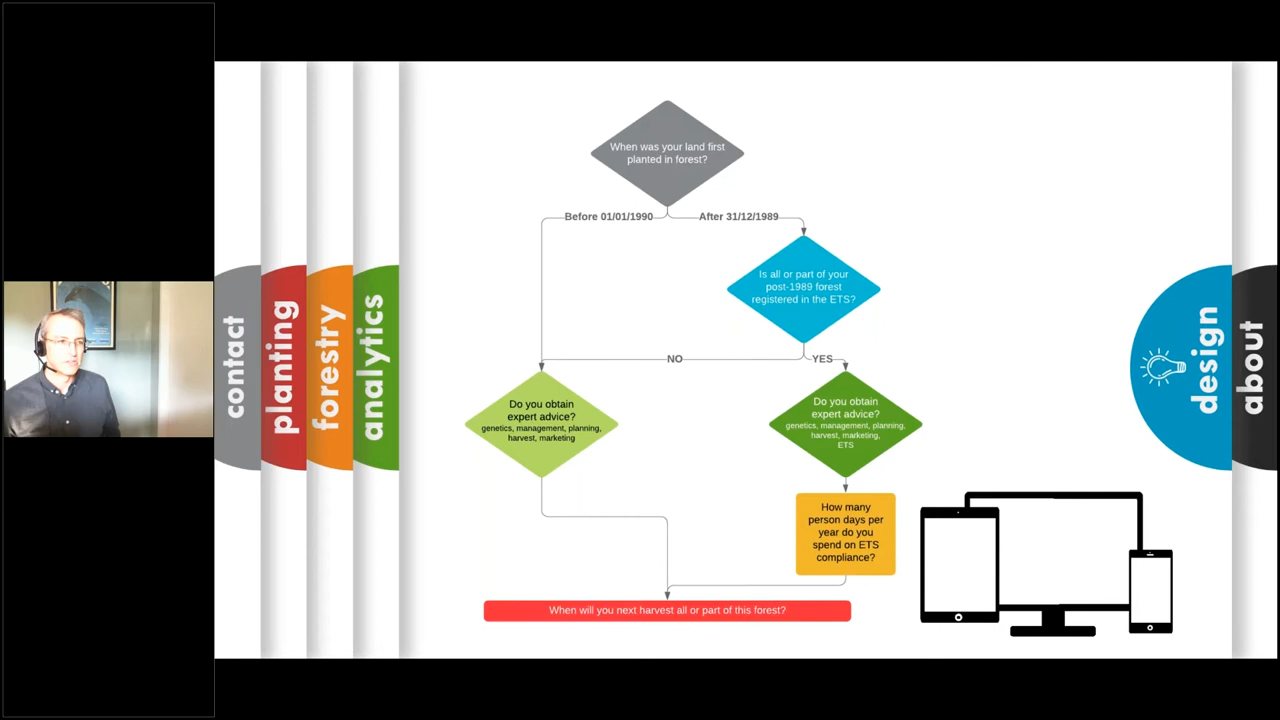 When was your land first
planted in forest?
Before 01/01/1990
After 31/12/1989
Is all or part of your
post-1989 forest
registered in the ETS?
NO
YES
Do you obtain
expert advice?
genetics, management, planning,
harvest, marketing
Do you obtain
expert advice?
genetics, management, planning,
harvest, marketing,
ETS
How many
person days per
year do you
spend on ETS
compliance?
When will you next harvest all or part of this forest?
contact
planting
forestry
analytics
design
about